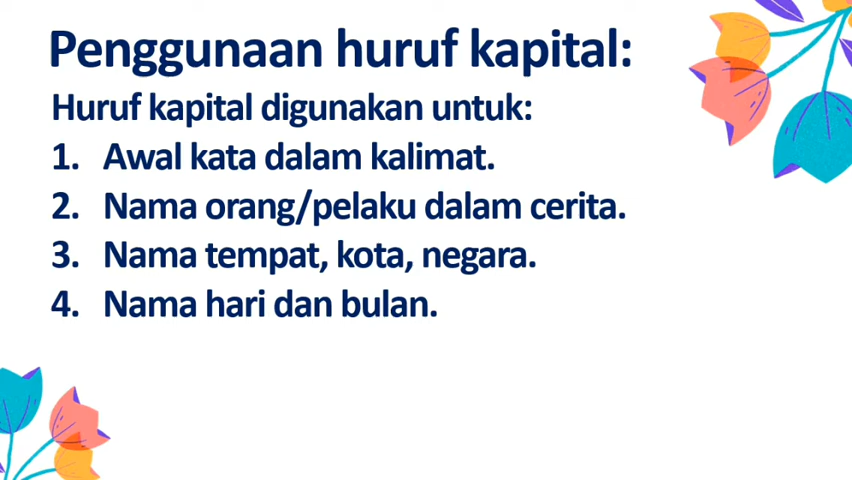 Penggunaan huruf kapital:
Huruf kapital digunakan untuk:
1. Awal kata dalam kalimat.
2. Nama orang/pelaku dalam cerita.
3. Nama tempat, kota, negara.
4. Nama hari dan bulan.